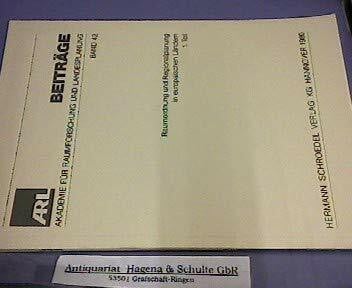 ARL
AKADEMIE FÜR RAUMFORSCHUNG UND LANDESPLANUNG
BEITRÄGE
BAND 42
Raumordnung und Regionalplanung
in europäischen Ländern
1. Teil
HERMANN SCHROEDEL VERLAG KG HANNOVER 1980
Antiquariat Hagena & Schulte GbR
53501 Grafschaft-Ringen